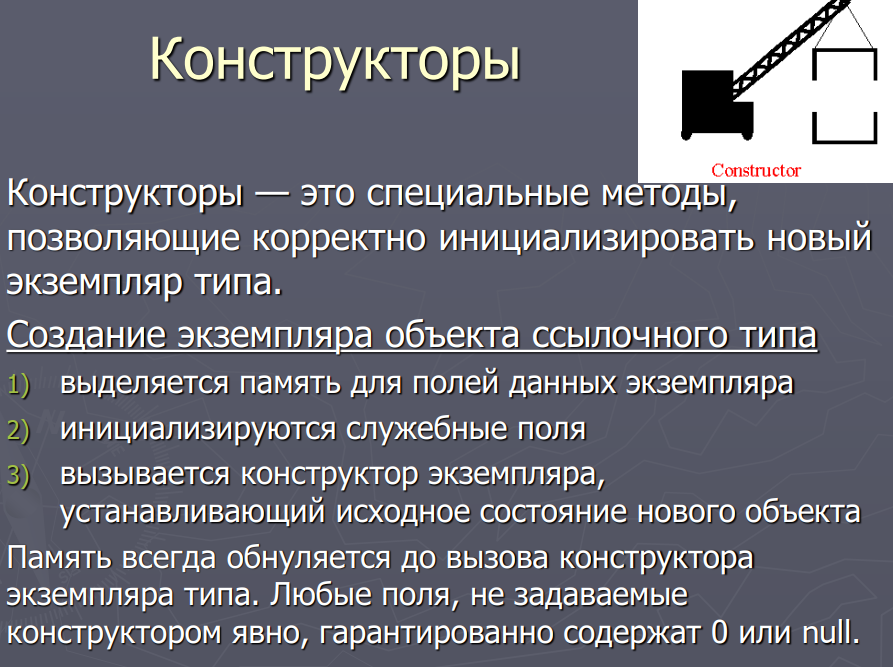 Конструкторы
Constructor
Конструкторы — это специальные методы,
позволяющие корректно инициализировать новый
экземпляр типа.
Создание экземпляра объекта ссылочного типа
1) выделяется память для полей данных экземпляра
2) инициализируются служебные поля
3) вызывается конструктор экземпляра,
устанавливающий исходное состояние нового объекта
Память всегда обнуляется до вызова конструктора
экземпляра типа. Любые поля, не задаваемые
конструктором явно, гарантированно содержат 0 или null.